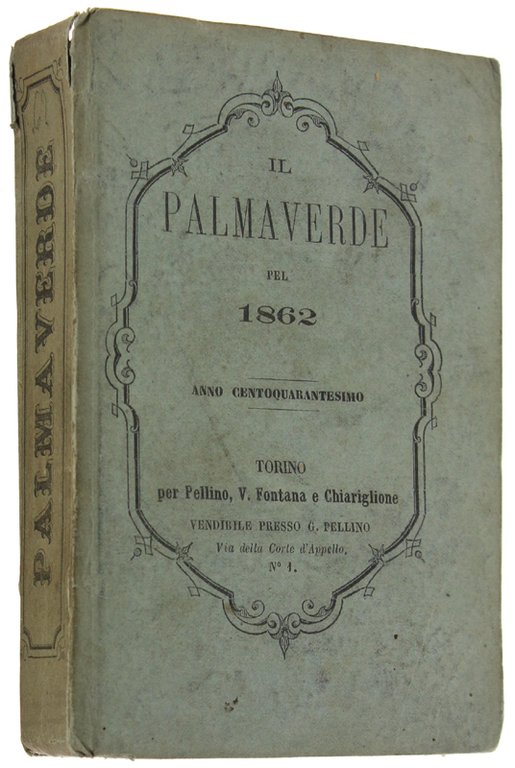 PALMAVERDE
IL
PALMAVERDE
PEL
1862
ANNO CENTOQUARANTESIMO
TORINO
per Pellino, V. Fontana e Chiariglione
VENDIBILE PRESSO G. PELLINO
Via della Corte d'Appello,
N° 1.